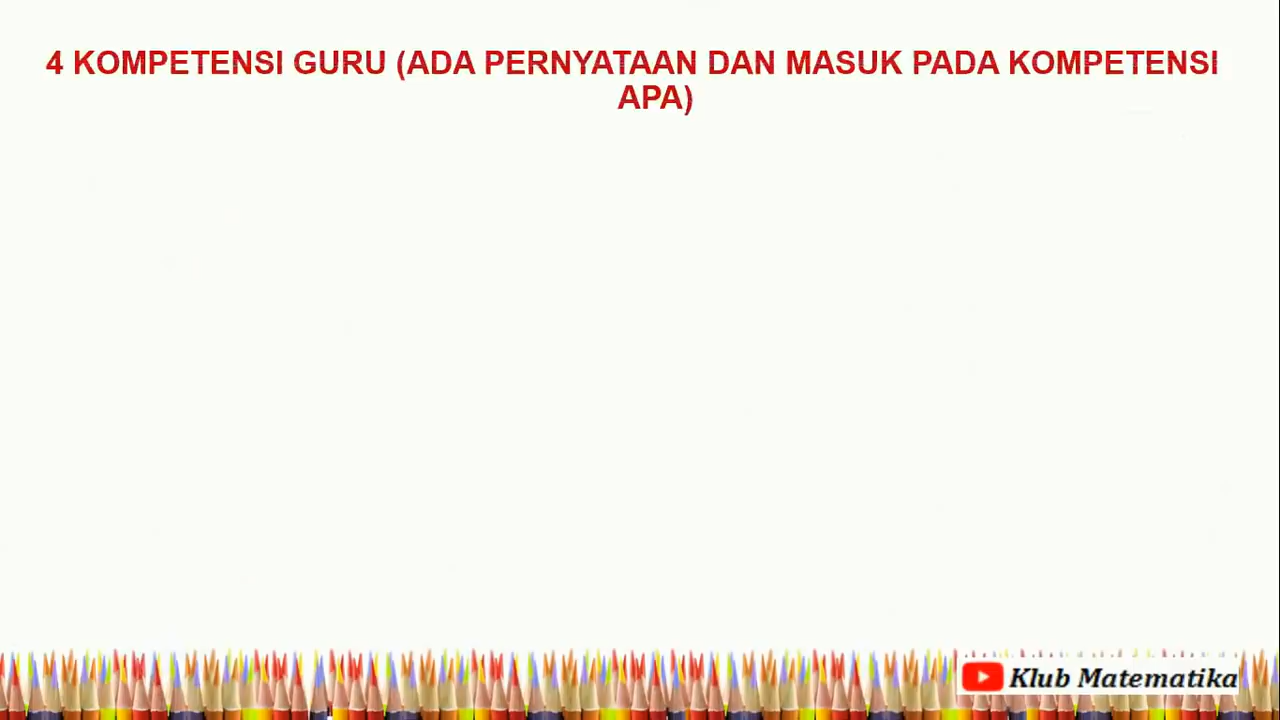 4 KOMPETENSI GURU (ADA PERNYATAAN DAN MASUK PADA KOMPETENSI
APA)
Klub Matematika